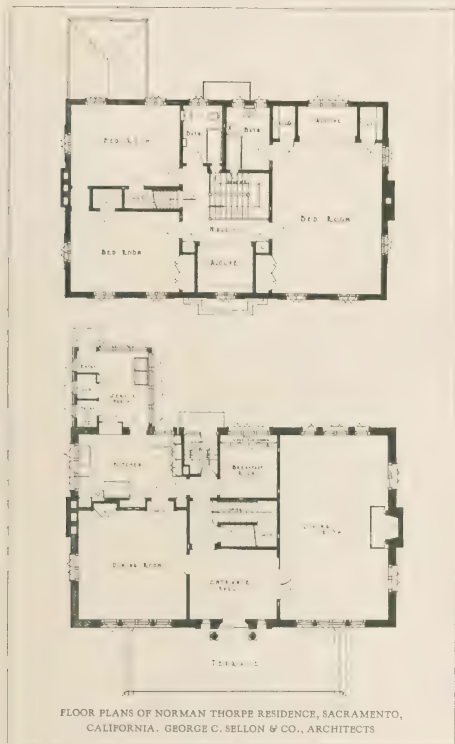 BATH
BATH
ALCOVE
BED ROOM
BED ROOM
BED ROOM
ALCOVE
KITCHEN
BREAKFAST
ROOM
DINING ROOM
ENTRANCE
HALL
TERRACE
FLOOR PLANS OF NORMAN THORPE RESIDENCE, SACRAMENTO,
CALIFORNIA. GEORGE C. SELLON & CO., ARCHITECTS